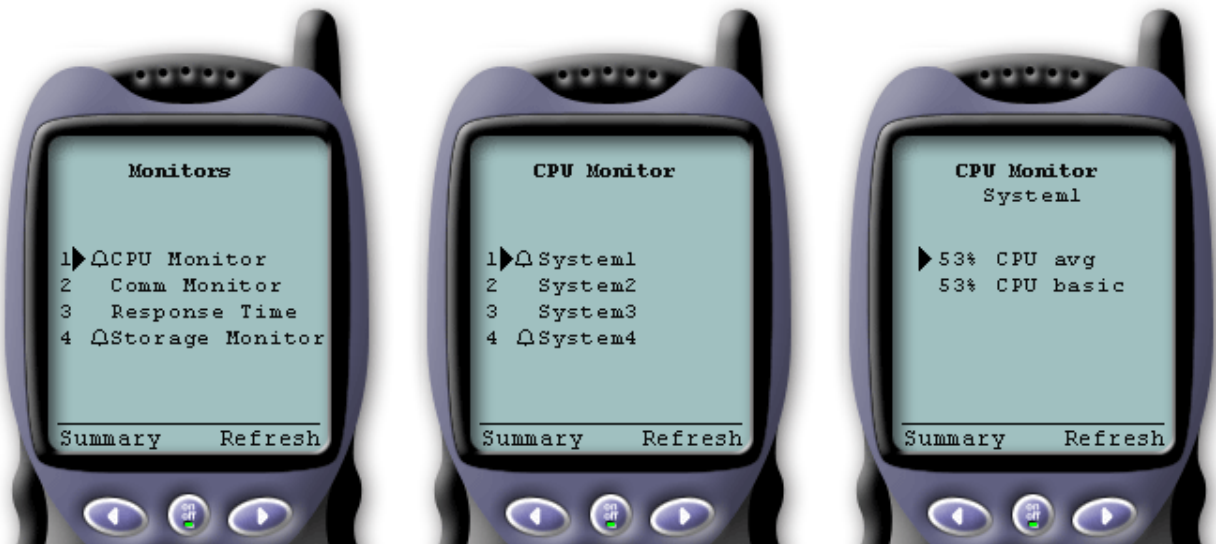 Monitors
1 CPU Monitor
2 Comm Monitor
3 Response Time
4 Storage Monitor
Summary Refresh
on
off
CPU Monitor
1 System1
2 System2
3 System3
4 System4
Summary Refresh
on
off
CPU Monitor
System1
53% CPU avg
53% CPU basic
Summary Refresh
on
off